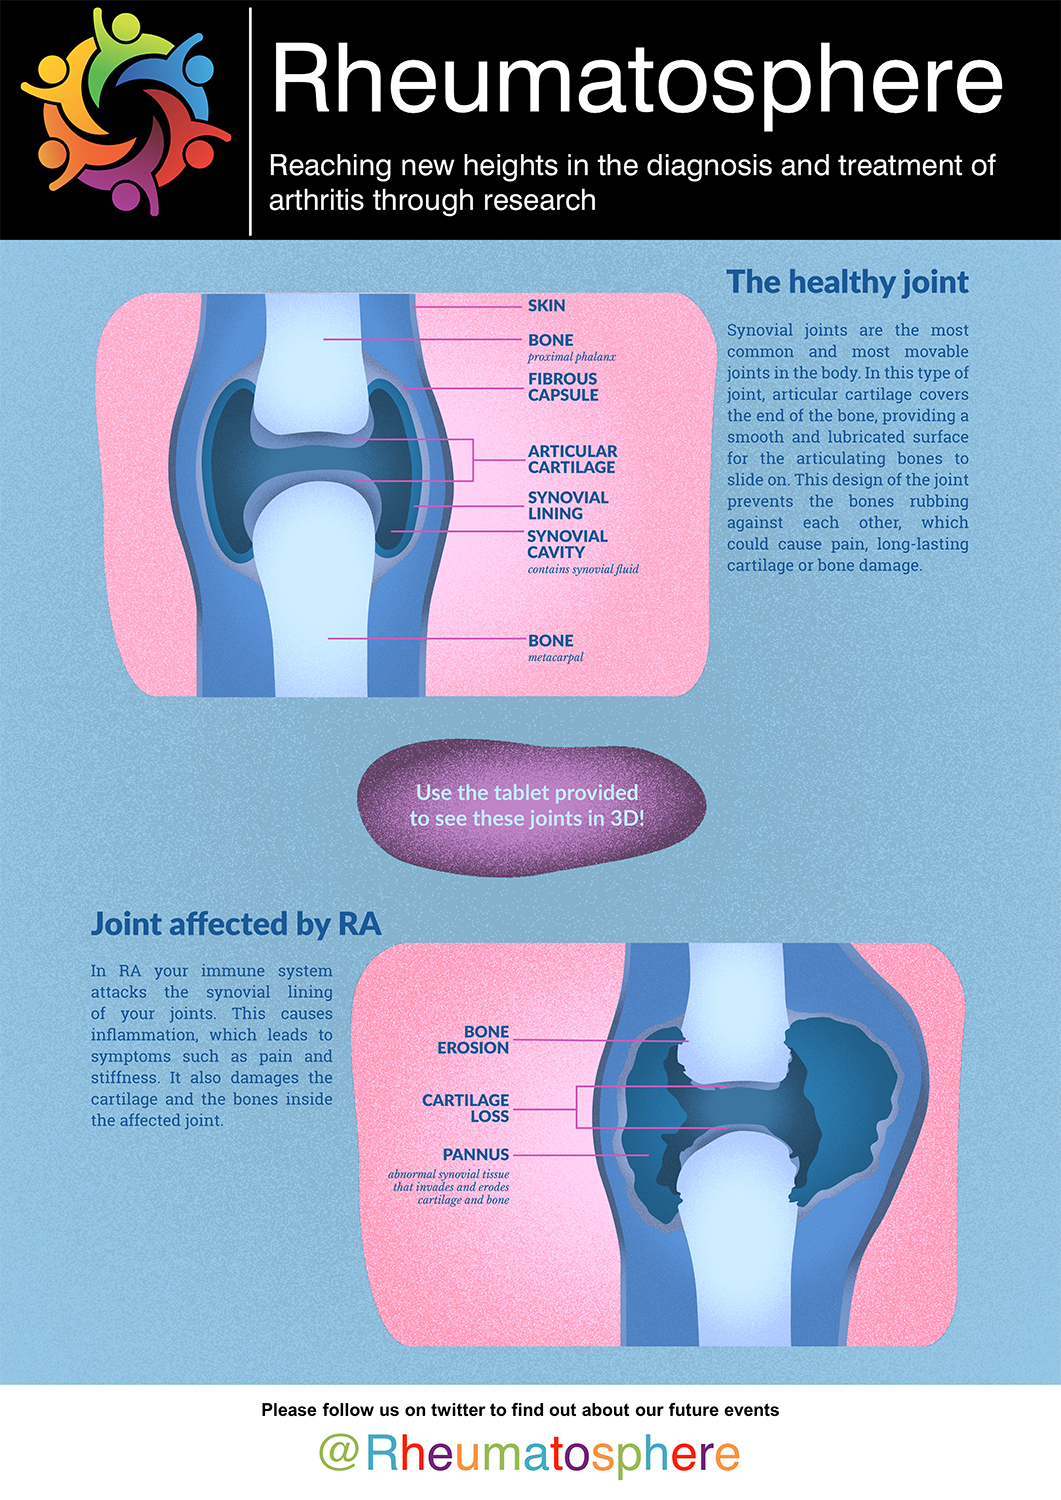 Rheumatosphere
Reaching new heights in the diagnosis and treatment of
arthritis through research
The healthy joint
Synovial joints are the most
common and most movable
joints in the body. In this type of
joint, articular cartilage covers
the end of the bone, providing a
smooth and lubricated surface
for the articulating bones to
slide on. This design of the joint
prevents the bones rubbing
against each other, which
could cause pain, long-lasting
cartilage or bone damage.
SKIN
BONE
proximal phalanx
FIBROUS
CAPSULE
ARTICULAR
CARTILAGE
SYNOVIAL
LINING
SYNOVIAL
CAVITY
contains synovial fluid
BONE
metacarpal
Use the tablet provided
to see these joints in 3D!
Joint affected by RA
In RA your immune system
attacks the synovial lining
of your joints. This causes
inflammation, which leads to
symptoms such as pain and
stiffness. It also damages the
cartilage and the bones inside
the affected joint.
BONE
EROSION
CARTILAGE
LOSS
PANNUS
abnormal synovial tissue
that invades and erodes
cartilage and bone
Please follow us on twitter to find out about our future events
@Rheumatosphere